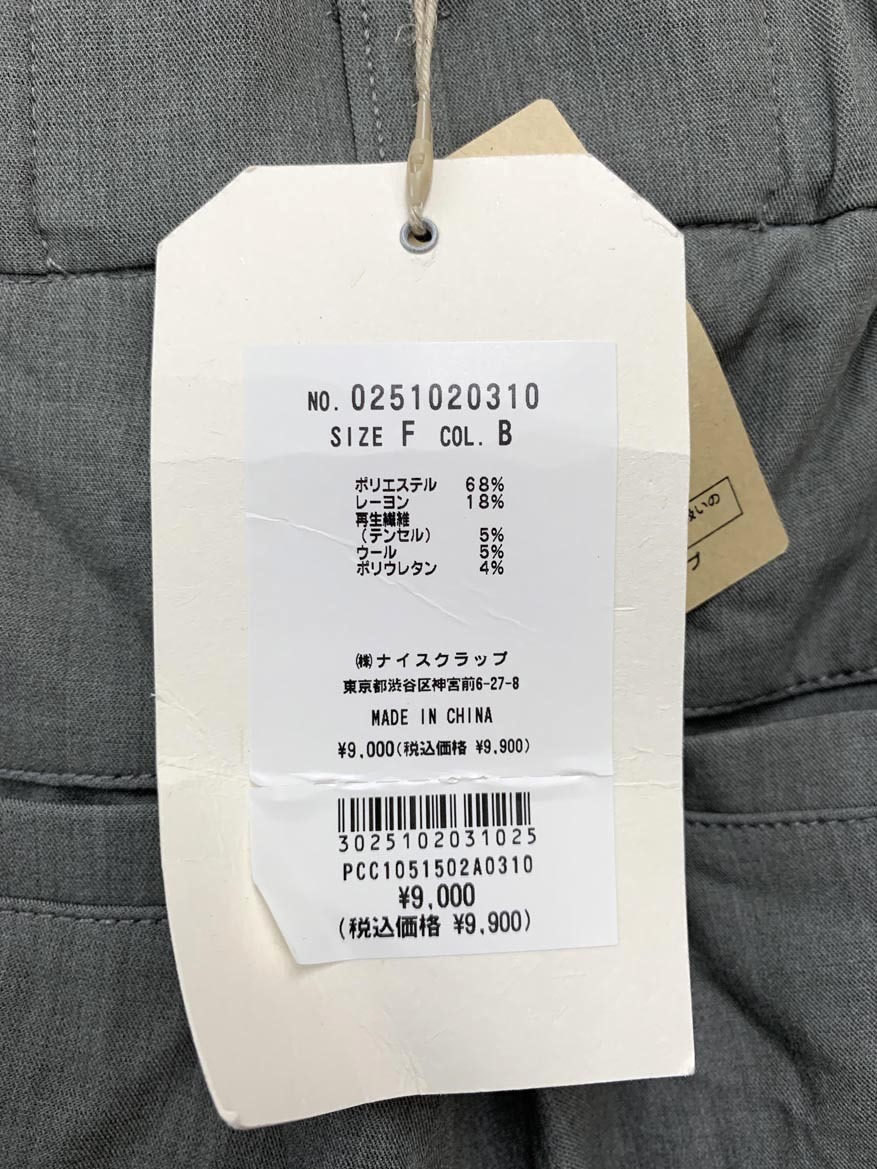 NO. 0251020310
SIZE F COL. B
ポリエステル 68%
レーヨン 18%
再生繊維
(テンセル) 5%
ウール 5%
ポリウレタン 4%
㈱ナイスクラップ
東京都渋谷区神宮前6-27-8
MADE IN CHINA
¥9,000(税込価格 ¥9,900)
3025102031025
PCC1051502A0310
¥9,000
(税込価格 ¥9,900)
扱いの
プ